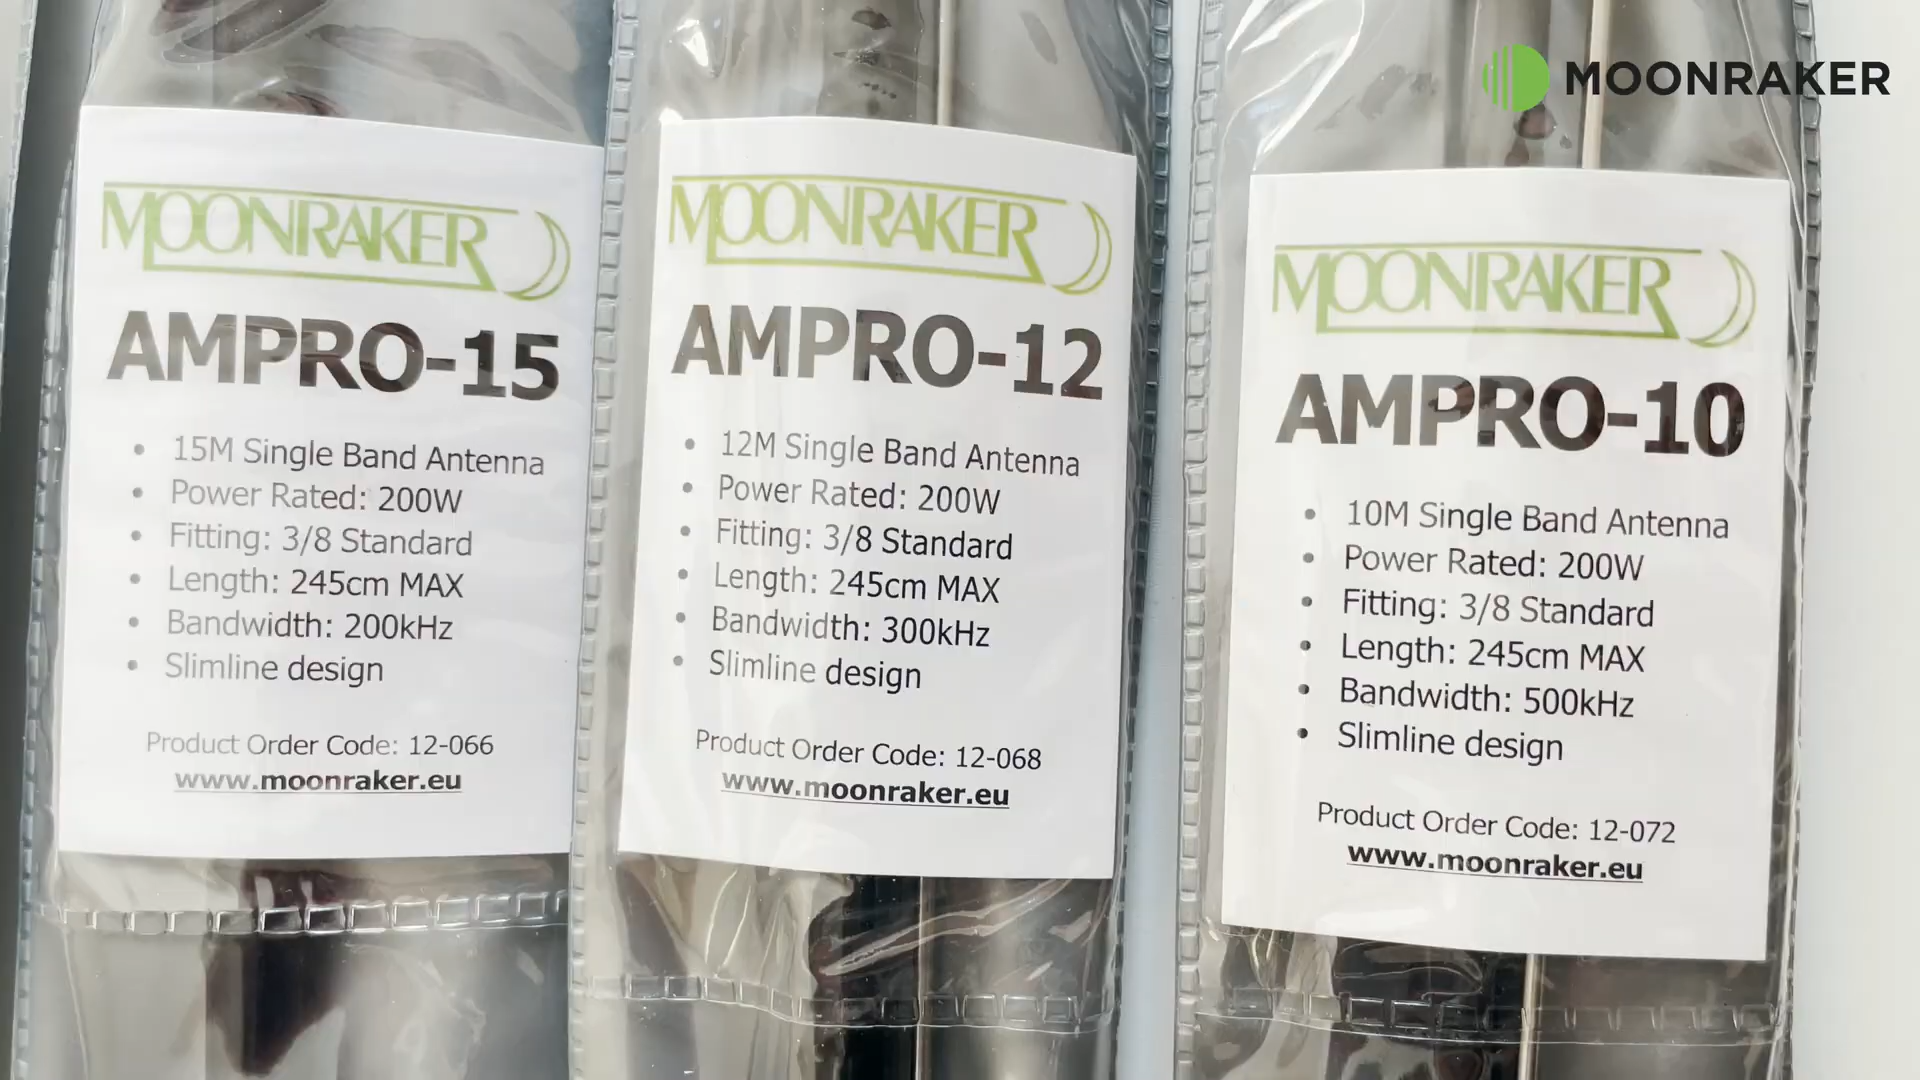 MOONRAKER
MOONRAKER
AMPRO-15
• 15M Single Band Antenna
• Power Rated: 200W
• Fitting: 3/8 Standard
• Length: 245cm MAX
• Bandwidth: 200kHz
• Slimline design
Product Order Code: 12-066
www.moonraker.eu
MOONRAKER
AMPRO-12
• 12M Single Band Antenna
• Power Rated: 200W
• Fitting: 3/8 Standard
• Length: 245cm MAX
• Bandwidth: 300kHz
• Slimline design
Product Order Code: 12-068
www.moonraker.eu
MOONRAKER
AMPRO-10
• 10M Single Band Antenna
• Power Rated: 200W
• Fitting: 3/8 Standard
• Length: 245cm MAX
• Bandwidth: 500kHz
• Slimline design
Product Order Code: 12-072
www.moonraker.eu